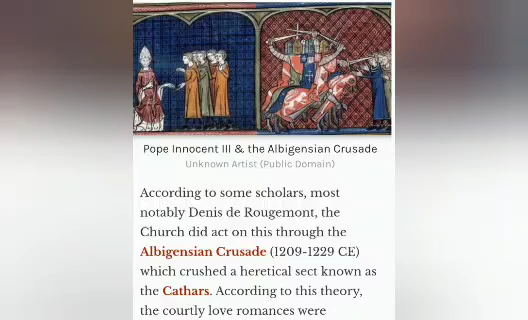 Pope Innocent III & the Albigensian Crusade
Unknown Artist (Public Domain)
According to some scholars, most
notably Denis de Rougemont, the
Church did act on this through the
Albigensian Crusade (1209-1229 CE)
which crushed a heretical sect known as
the Cathars. According to this theory,
the courtly love romances were